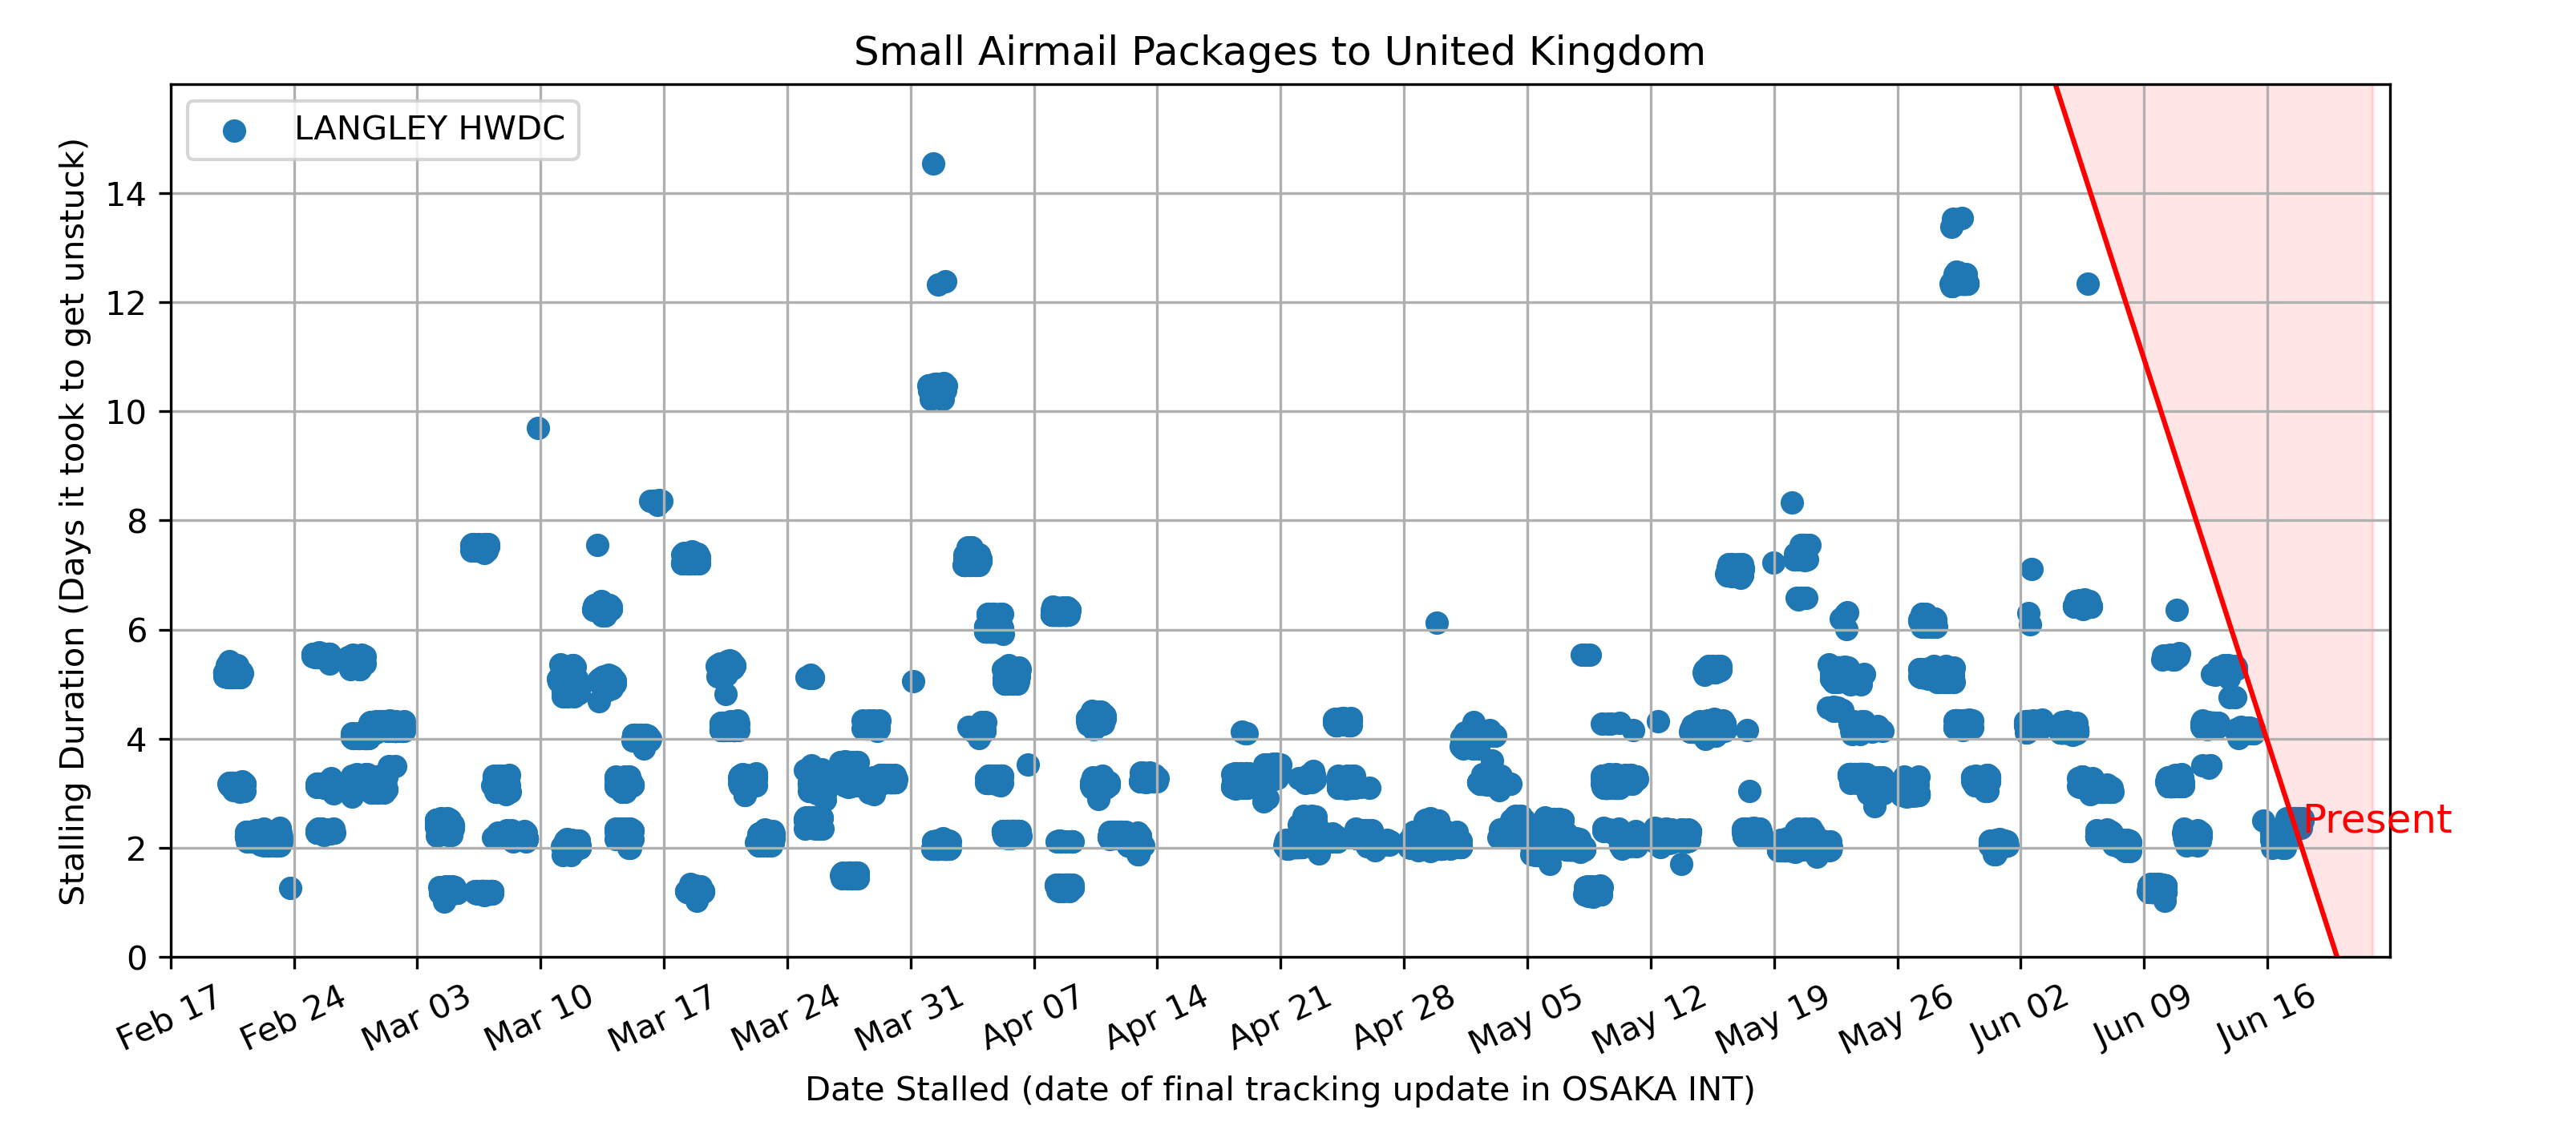 Small Airmail Packages to United Kingdom
LANGLEY HWDC
Stalling Duration (Days it took to get unstuck)
14
12
10
8
6
4
2
0
Present
Feb 17
Feb 24
Mar 03
Mar 10
Mar 17
Mar 24
Mar 31
Apr 07
Apr 14
Apr 21
Apr 28
May 05
May 12
May 19
May 26
Jun 02
Jun 09
Jun 16
Date Stalled (date of final tracking update in OSAKA INT)